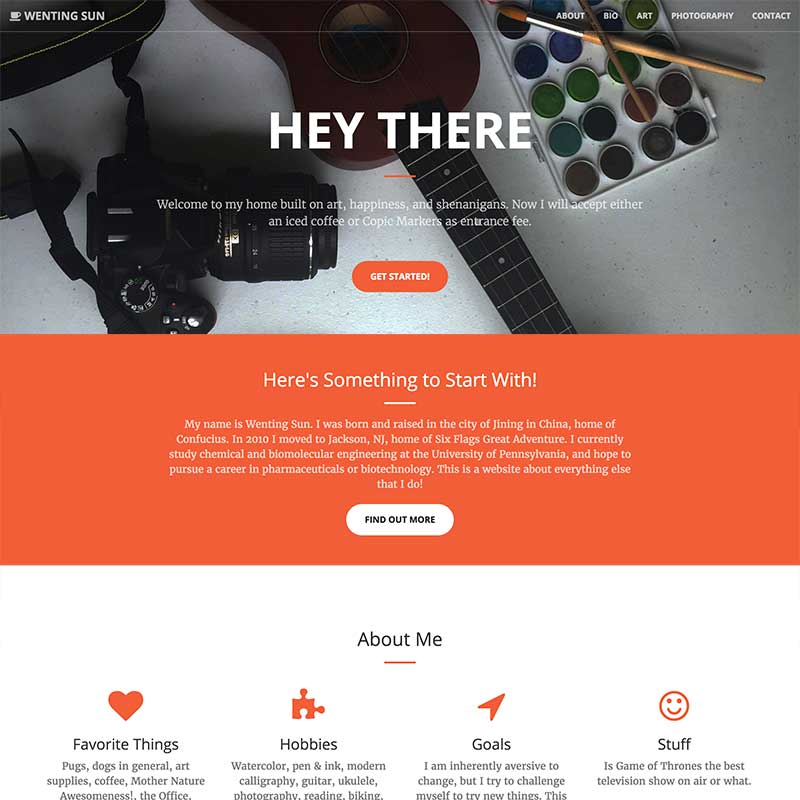 WENTING SUN
ABOUT BIO ART PHOTOGRAPHY CONTACT
HEY THERE
Welcome to my home built on art, happiness, and shenanigans. Now I will accept either
an iced coffee or Copic Markers as entrance fee.
GET STARTED!
Here's Something to Start With!
My name is Wenting Sun. I was born and raised in the city of Jining in China, home of
Confucius. In 2010 I moved to Jackson, NJ, home of Six Flags Great Adventure. I currently
study chemical and biomolecular engineering at the University of Pennsylvania, and hope to
pursue a career in pharmaceuticals or biotechnology. This is a website about everything else
that I do!
FIND OUT MORE
About Me
Favorite Things
Pugs, dogs in general, art
supplies, coffee, Mother Nature
Awesomeness!, the Office,
Hobbies
Watercolor, pen & ink, modern
calligraphy, guitar, ukulele,
photography, reading, biking,
Goals
I am inherently aversive to
change, but I try to challenge
myself to try new things. This
Stuff
Is Game of Thrones the best
television show on air or what.